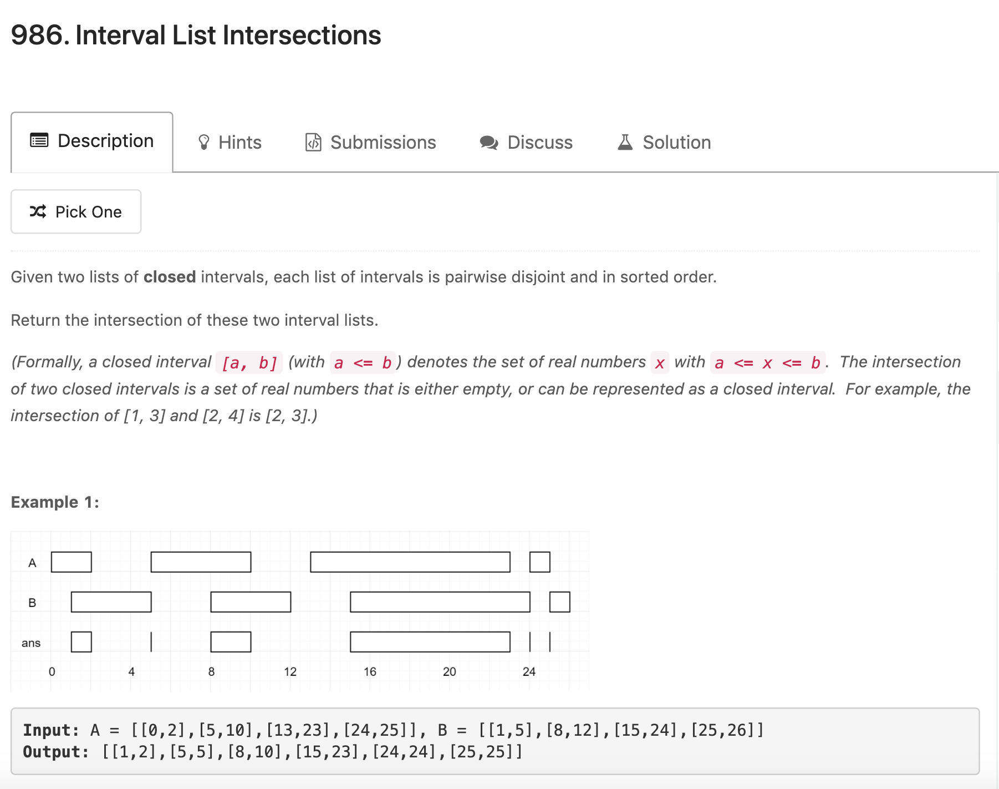 986. Interval List Intersections
Description
Hints
Submissions
Discuss
Solution
Pick One
Given two lists of closed intervals, each list of intervals is pairwise disjoint and in sorted order.
Return the intersection of these two interval lists.
(Formally, a closed interval [a, b] (with a <= b) denotes the set of real numbers x with a <= x <= b.  The intersection
of two closed intervals is a set of real numbers that is either empty, or can be represented as a closed interval.  For example, the
intersection of [1, 3] and [2, 4] is [2, 3].)
Example 1:
A
B
ans
0 4 8 12 16 20 24
Input: A = [[0,2],[5,10],[13,23],[24,25]], B = [[1,5],[8,12],[15,24],[25,26]]
Output: [[1,2],[5,5],[8,10],[15,23],[24,24],[25,25]]